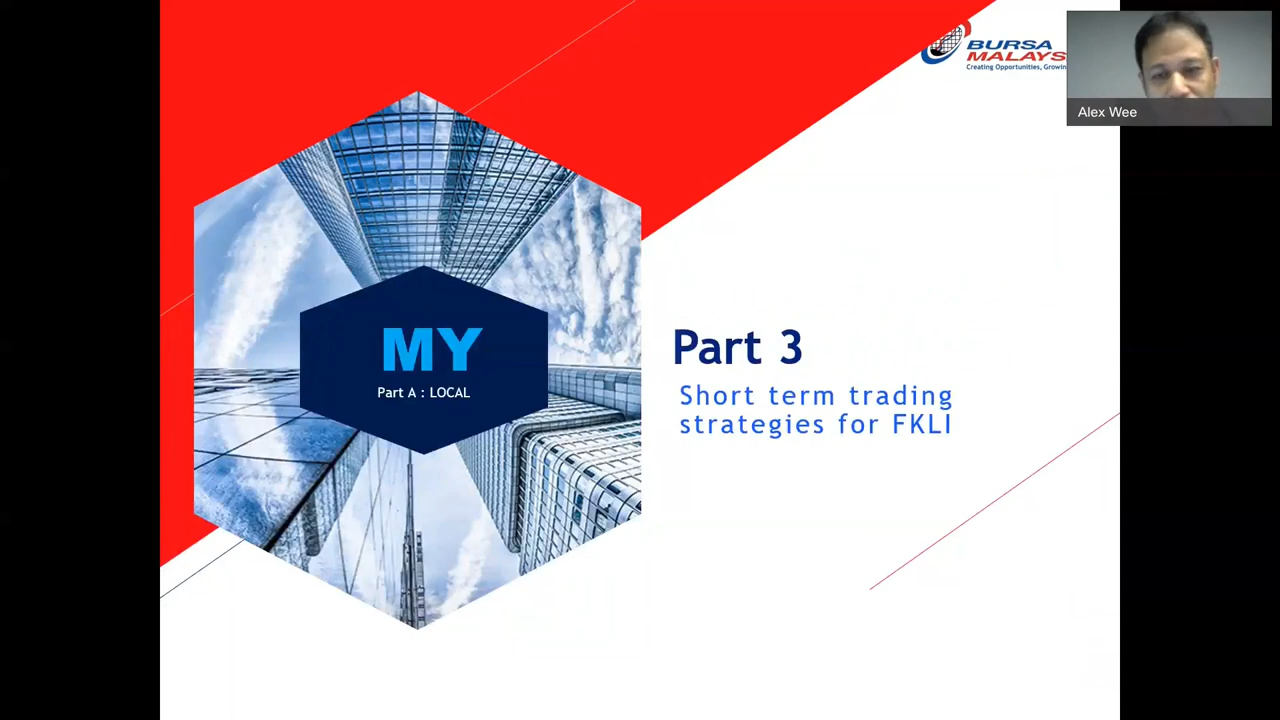 BURSA
MALAYS
Creating Opportunities, Growin
Alex Wee
MY
Part A : LOCAL
Part 3
Short term trading
strategies for FKLI